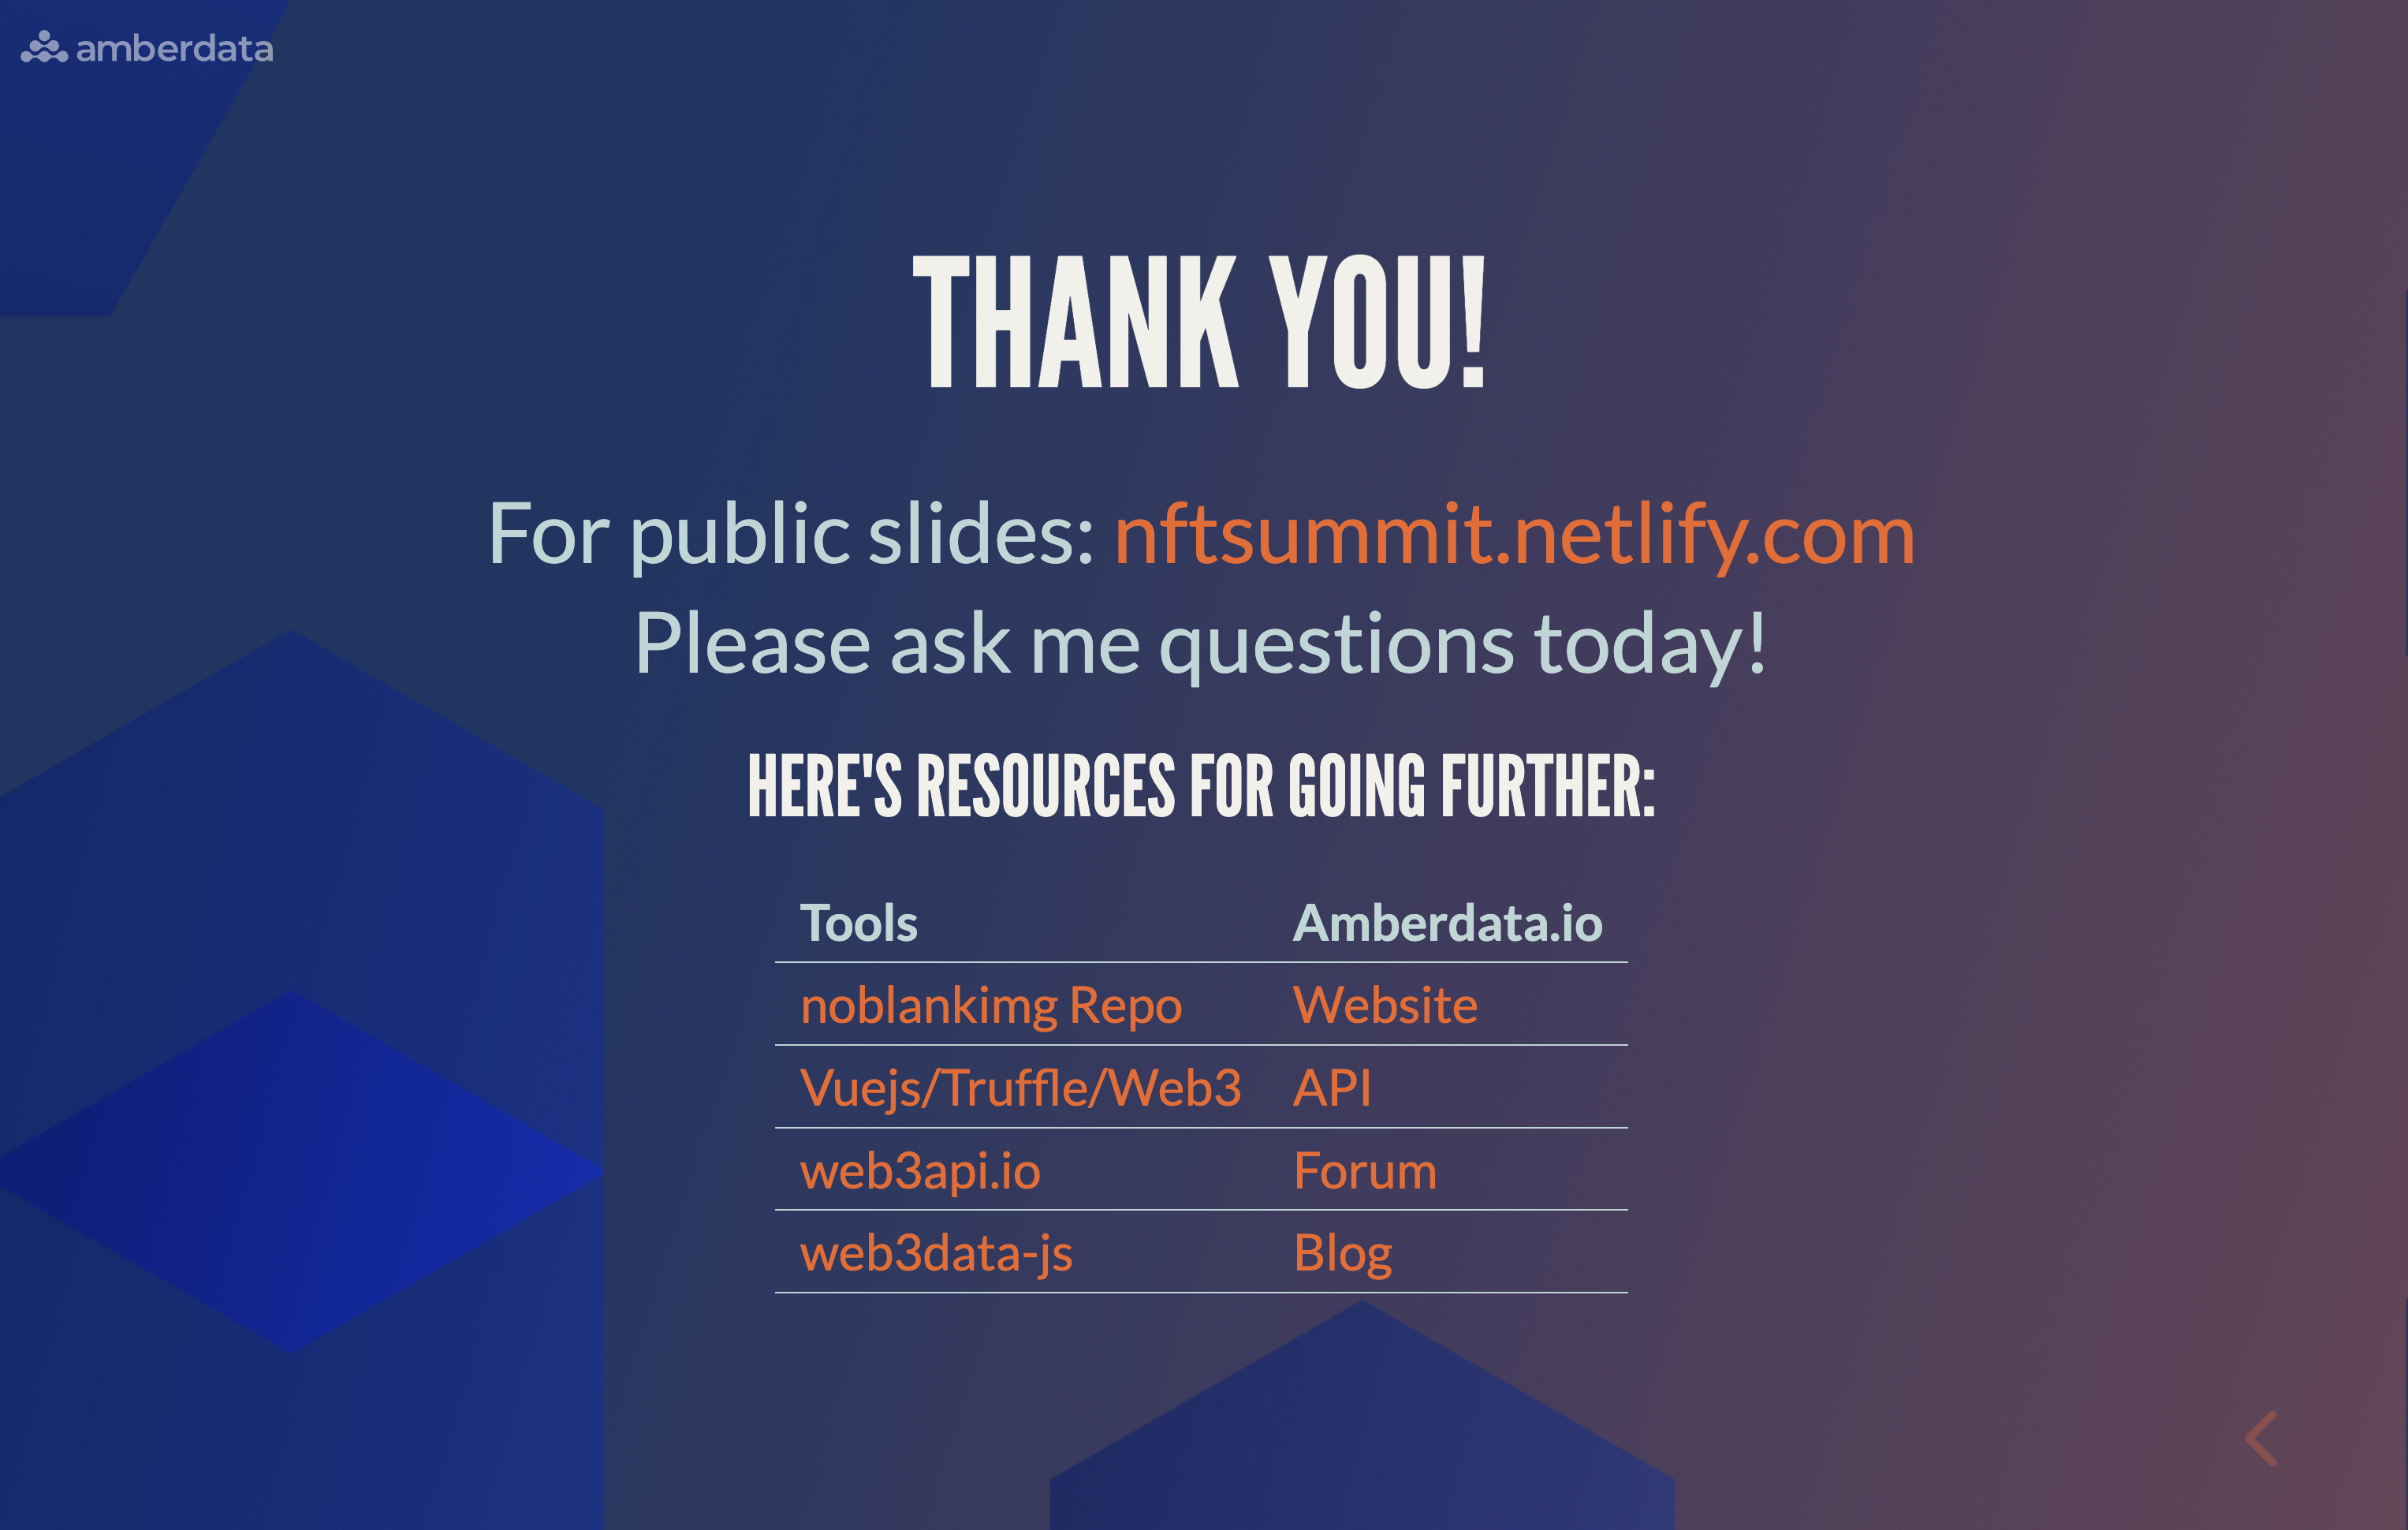 amberdata
THANK YOU!
For public slides: nftsummit.netlify.com
Please ask me questions today!
HERE'S RESOURCES FOR GOING FURTHER:
Tools Amberdata.io
noblankimg Repo Website
Vuejs/Truffle/Web3 API
web3api.io Forum
web3data-js Blog